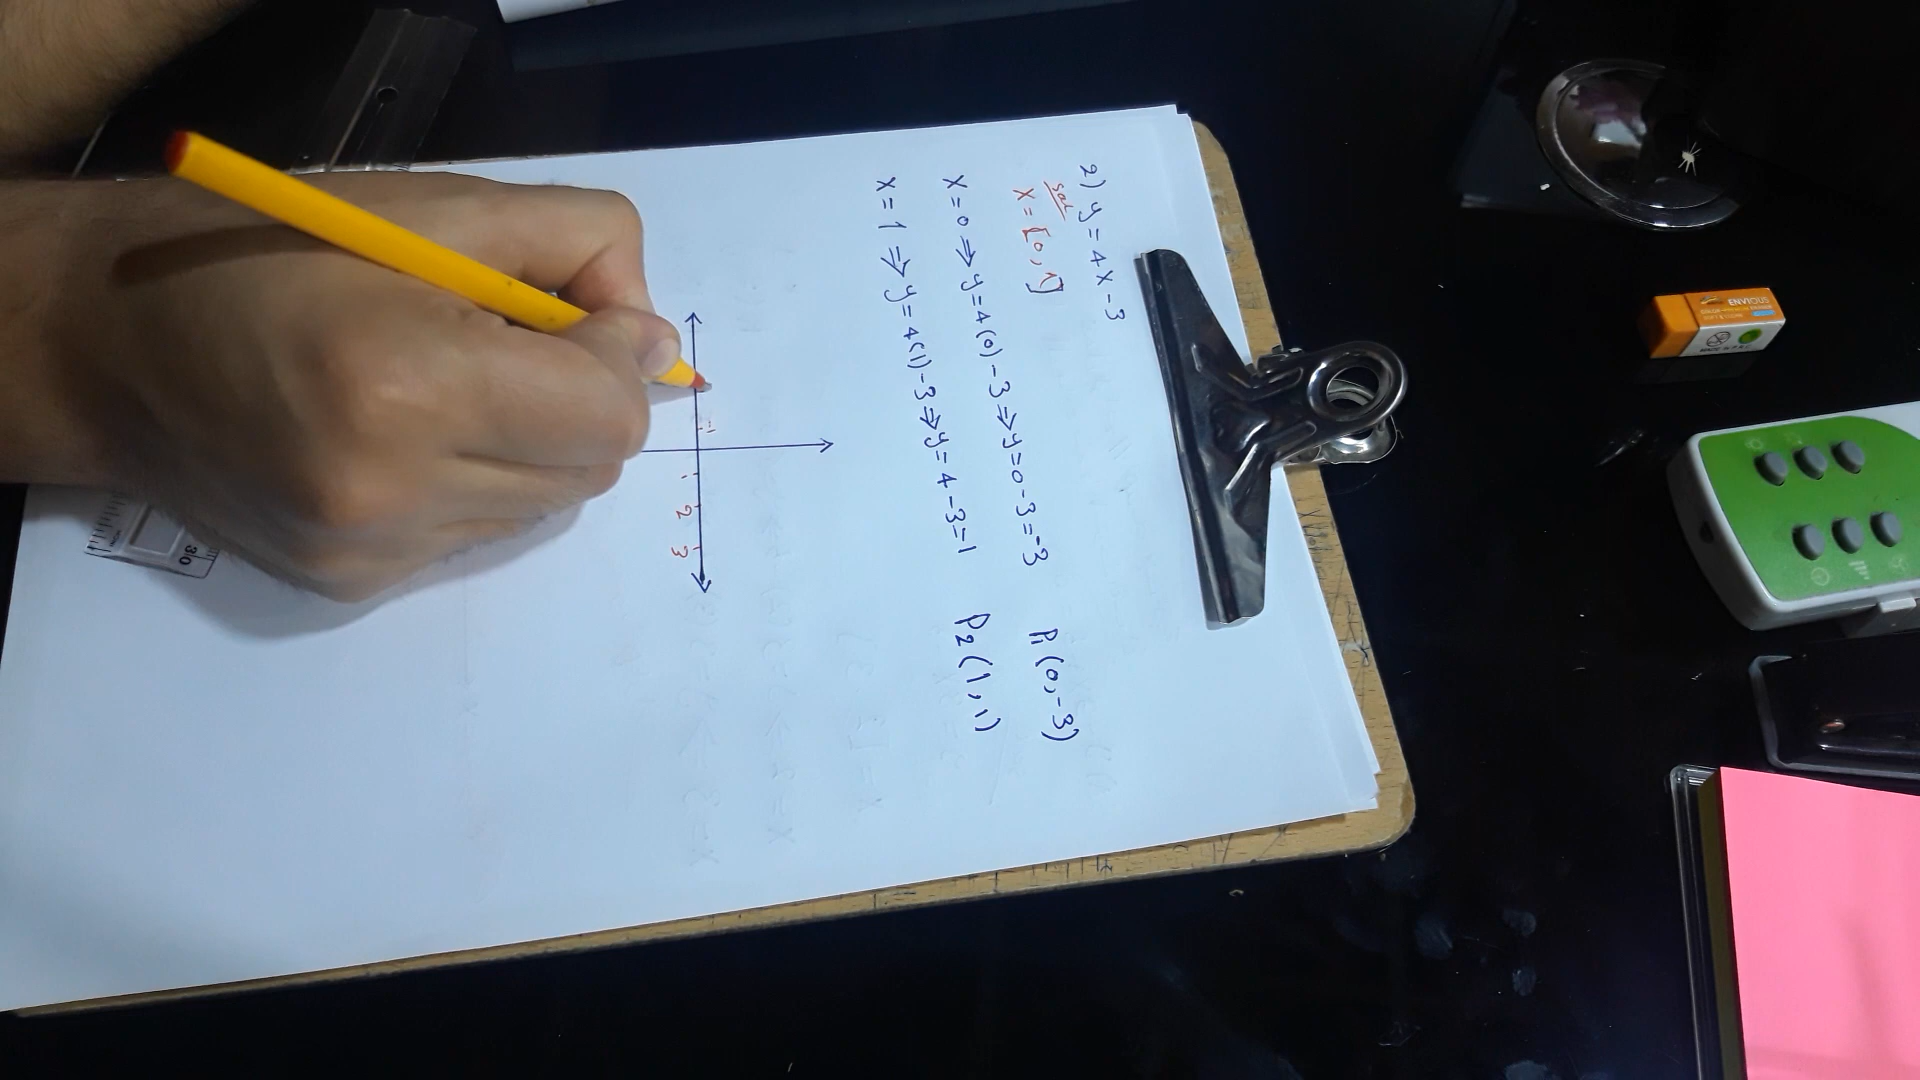 2) y = 4x - 3
sol
x = [0, 1]
x = 0 ⇒ y = 4(0) - 3 ⇒ y = 0 - 3 = -3 P1 (0, -3)
x = 1 ⇒ y = 4(1) - 3 ⇒ y = 4 - 3 = 1 P2 (1, 1)
-1 1 2 3
30
ENVIOUS